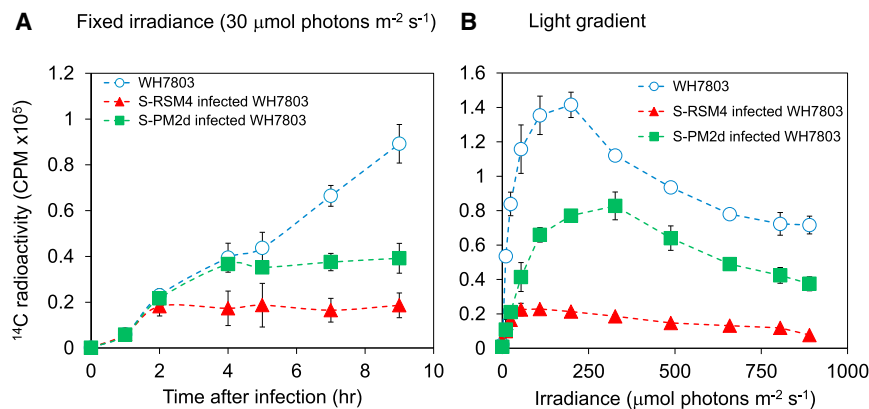 A Fixed irradiance (30 µmol photons m-2 s-1)
WH7803
S-RSM4 infected WH7803
S-PM2d infected WH7803
14C radioactivity (CPM x10^5)
1.2
1
0.8
0.6
0.4
0.2
0
0 2 4 6 8 10
Time after infection (hr)
B Light gradient
WH7803
S-RSM4 infected WH7803
S-PM2d infected WH7803
1.6
1.4
1.2
1
0.8
0.6
0.4
0.2
0
0 250 500 750 1000
Irradiance (µmol photons m-2 s-1)